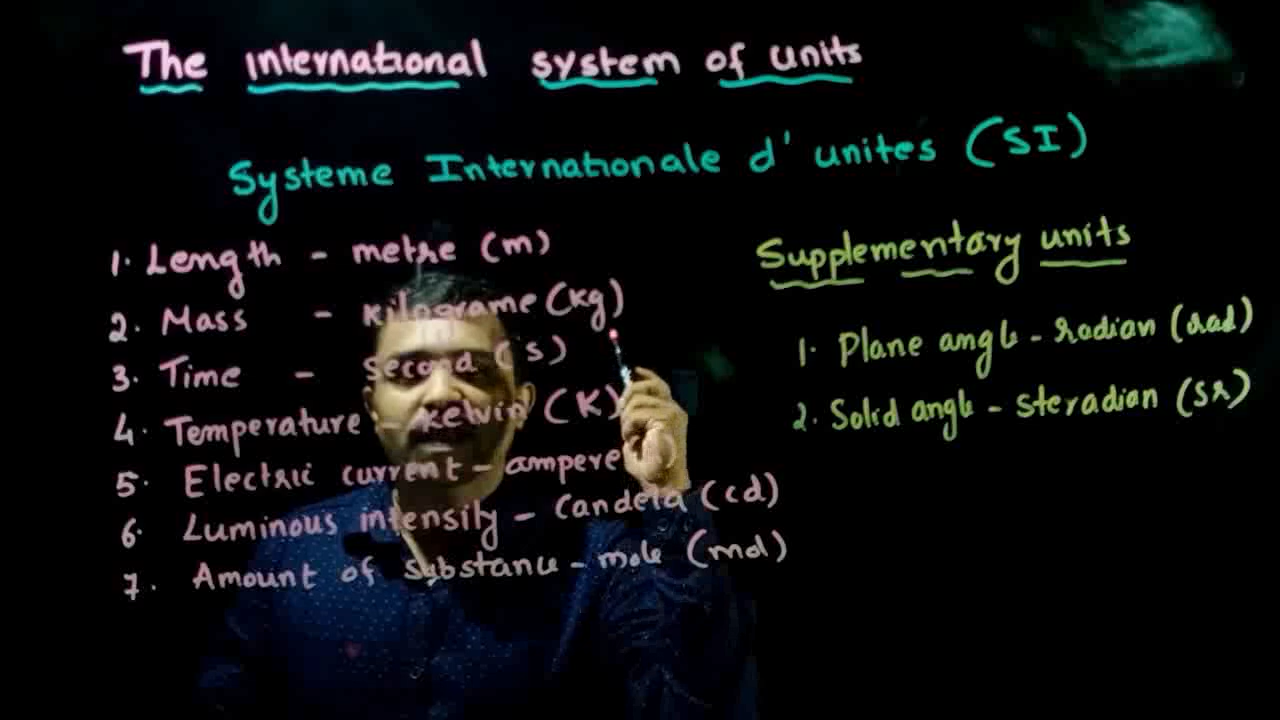 The international system of units
Systeme Internationale d' unites (SI)
1. Length - metre (m)
2. Mass - Kilograme (kg)
3. Time - Second (s)
4. Temperature - kelvin (K)
5. Electric current - ampere
6. Luminous intensity - Candela (cd)
7. Amount of substance - mole (mol)
Supplementary units
1. Plane angle - radian (rad)
2. Solid angle - steradian (sr)